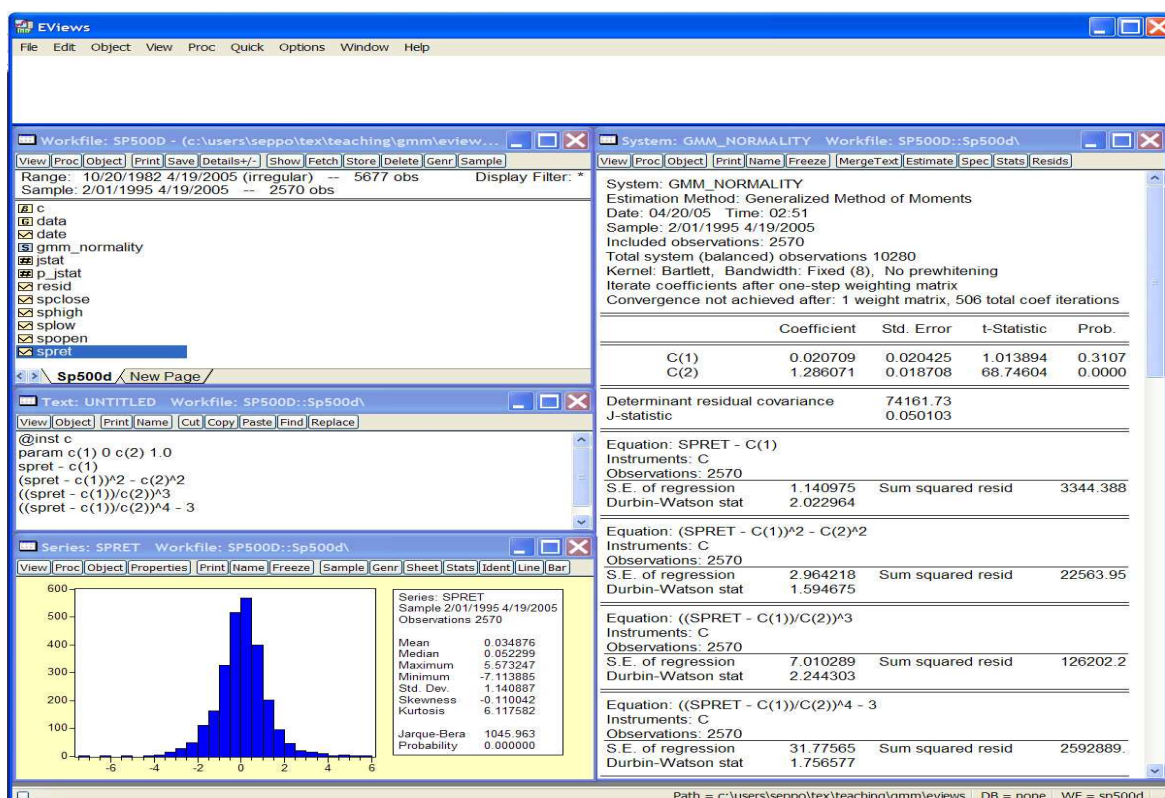 EViews
File Edit Object View Proc Quick Options Window Help
Workfile: SP500D - (c:\users\seppo\tex\teaching\gmm\eview...
View Proc Object Print Save Details+/- Show Fetch Store Delete Genr Sample
Range: 10/20/1982 4/19/2005 (irregular) -- 5677 obs Display Filter: *
Sample: 2/01/1995 4/19/2005 -- 2570 obs
c
data
date
gmm_normality
jstat
p_jstat
resid
spclose
sphigh
splow
spopen
spret
Sp500d New Page
Text: UNTITLED Workfile: SP500D::Sp500d\
View Object Print Name Cut Copy Paste Find Replace
@inst c
param c(1) 0 c(2) 1.0
spret - c(1)
(spret - c(1))^2 - c(2)^2
((spret - c(1))/c(2))^3
((spret - c(1))/c(2))^4 - 3
Series: SPRET Workfile: SP500D::Sp500d\
View Proc Object Properties Print Name Freeze Sample Genr Sheet Stats Ident Line Bar
600
500
400
300
200
100
0
-6 -4 -2 0 2 4 6
Series: SPRET
Sample 2/01/1995 4/19/2005
Observations 2570
Mean 0.034876
Median 0.052299
Maximum 5.573247
Minimum -7.113885
Std. Dev. 1.140887
Skewness -0.110042
Kurtosis 6.117582
Jarque-Bera 1045.963
Probability 0.000000
System: GMM_NORMALITY Workfile: SP500D::Sp500d\
View Proc Object Print Name Freeze MergeText Estimate Spec Stats Resids
System: GMM_NORMALITY
Estimation Method: Generalized Method of Moments
Date: 04/20/05 Time: 02:51
Sample: 2/01/1995 4/19/2005
Included observations: 2570
Total system (balanced) observations 10280
Kernel: Bartlett, Bandwidth: Fixed (8), No prewhitening
Iterate coefficients after one-step weighting matrix
Convergence not achieved after: 1 weight matrix, 506 total coef iterations
Coefficient Std. Error t-Statistic Prob.
C(1) 0.020709 0.020425 1.013894 0.3107
C(2) 1.286071 0.018708 68.74604 0.0000
Determinant residual covariance 74161.73
J-statistic 0.050103
Equation: SPRET - C(1)
Instruments: C
Observations: 2570
S.E. of regression 1.140975 Sum squared resid 3344.388
Durbin-Watson stat 2.022964
Equation: (SPRET - C(1))^2 - C(2)^2
Instruments: C
Observations: 2570
S.E. of regression 2.964218 Sum squared resid 22563.95
Durbin-Watson stat 1.594675
Equation: ((SPRET - C(1))/C(2))^3
Instruments: C
Observations: 2570
S.E. of regression 7.010289 Sum squared resid 126202.2
Durbin-Watson stat 2.244303
Equation: ((SPRET - C(1))/C(2))^4 - 3
Instruments: C
Observations: 2570
S.E. of regression 31.77565 Sum squared resid 2592889.
Durbin-Watson stat 1.756577
Path = c:\users\seppo\tex\teaching\gmm\eviews DB = none WF = sp500d